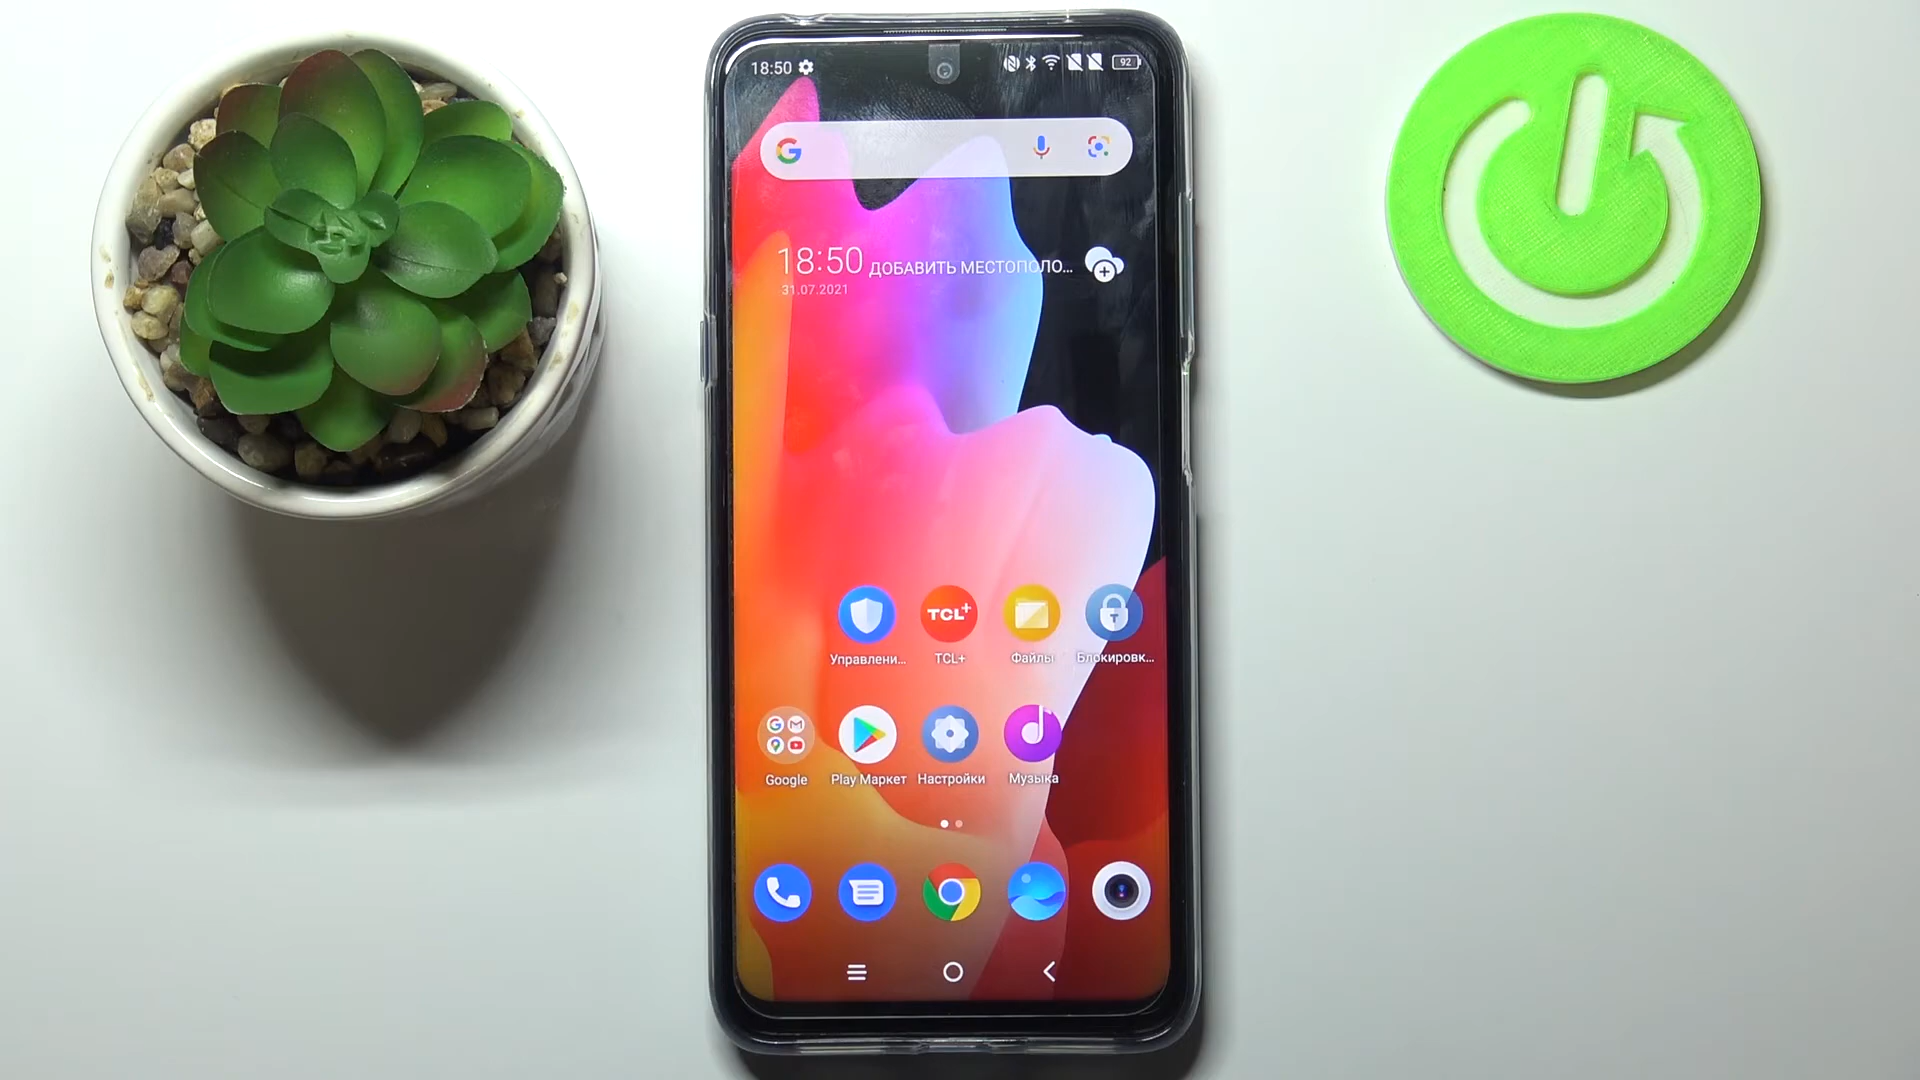 18:50
92
18:50 ДОБАВИТЬ МЕСТОПОЛО...
31.07.2021
Управлени...
TCL+
TCL+
Файлы
Блокировк...
Google
Play Маркет
Настройки
Музыка